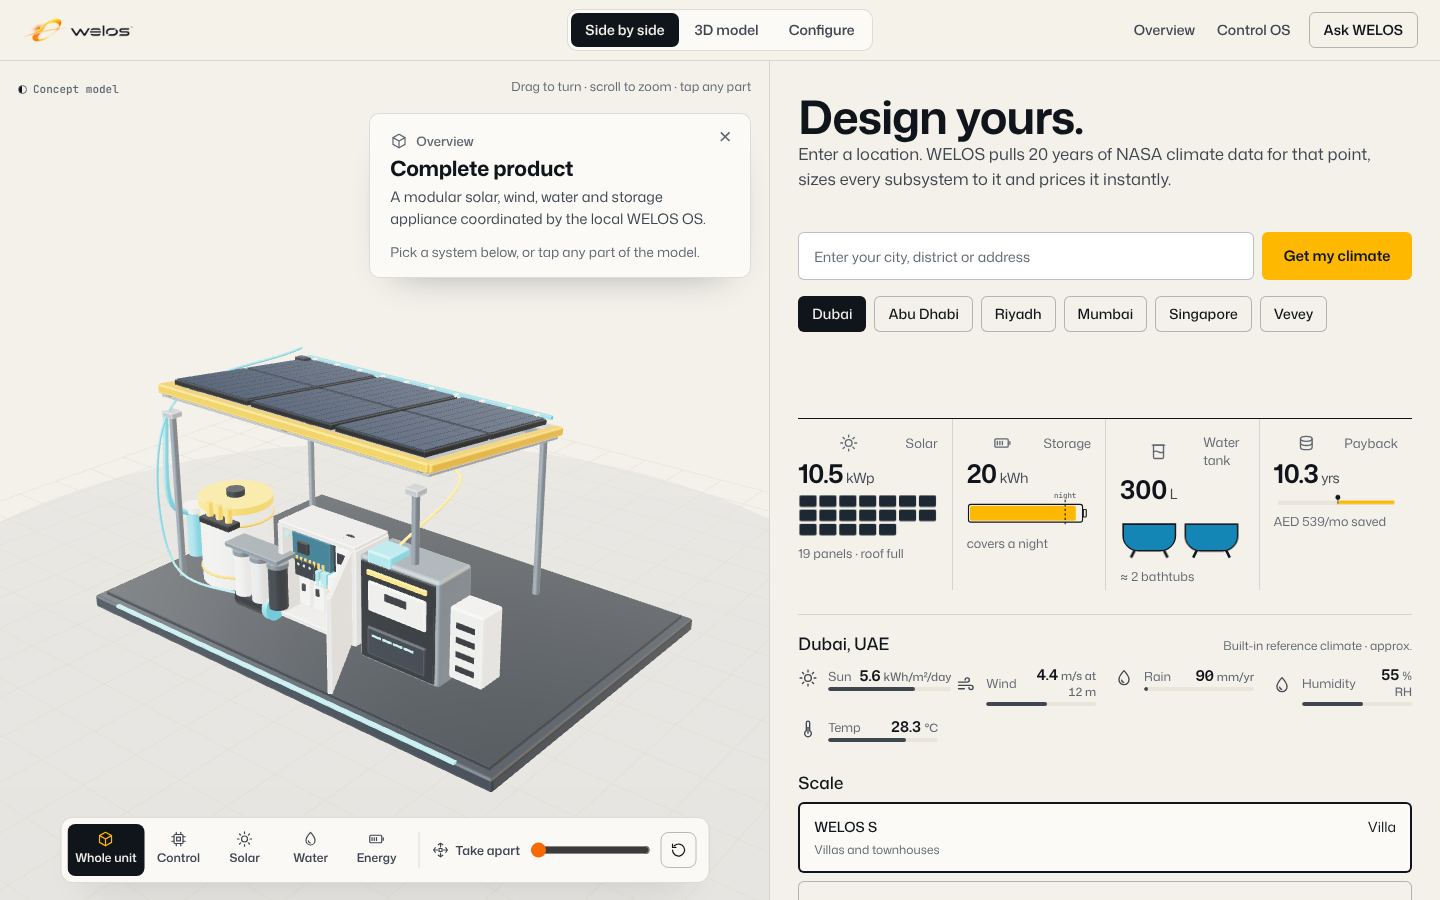 welos
Side by side
3D model
Configure
Overview
Control OS
Ask WELOS
Concept model
Drag to turn · scroll to zoom · tap any part
Overview
Complete product
A modular solar, wind, water and storage
appliance coordinated by the local WELOS OS.
Pick a system below, or tap any part of the model.
Whole unit
Control
Solar
Water
Energy
Take apart
Design yours.
Enter a location. WELOS pulls 20 years of NASA climate data for that point,
sizes every subsystem to it and prices it instantly.
Enter your city, district or address
Get my climate
Dubai
Abu Dhabi
Riyadh
Mumbai
Singapore
Vevey
Solar
10.5 kWp
19 panels · roof full
Storage
20 kWh
night
covers a night
Water
tank
300 L
≈ 2 bathtubs
Payback
10.3 yrs
AED 539/mo saved
Dubai, UAE
Built-in reference climate · approx.
Sun 5.6 kWh/m²/day
Wind 4.4 m/s at
12 m
Rain 90 mm/yr
Humidity 55 %
RH
Temp 28.3 °C
Scale
WELOS S
Villa
Villas and townhouses